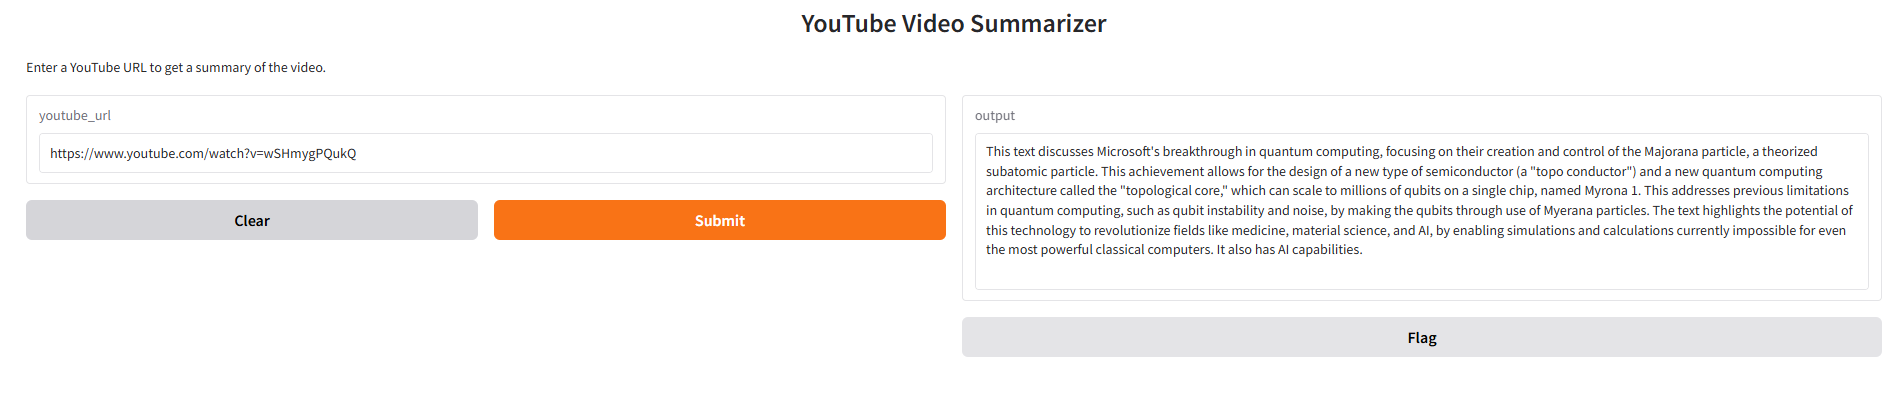 YouTube Video Summarizer
Enter a YouTube URL to get a summary of the video.
youtube_url
https://www.youtube.com/watch?v=wSHmygPQukQ
Clear
Submit
output
This text discusses Microsoft's breakthrough in quantum computing, focusing on their creation and control of the Majorana particle, a theorized
subatomic particle. This achievement allows for the design of a new type of semiconductor (a "topo conductor") and a new quantum computing
architecture called the "topological core," which can scale to millions of qubits on a single chip, named Myrona 1. This addresses previous limitations
in quantum computing, such as qubit instability and noise, by making the qubits through use of Myerana particles. The text highlights the potential of
this technology to revolutionize fields like medicine, material science, and AI, by enabling simulations and calculations currently impossible for even
the most powerful classical computers. It also has AI capabilities.
Flag